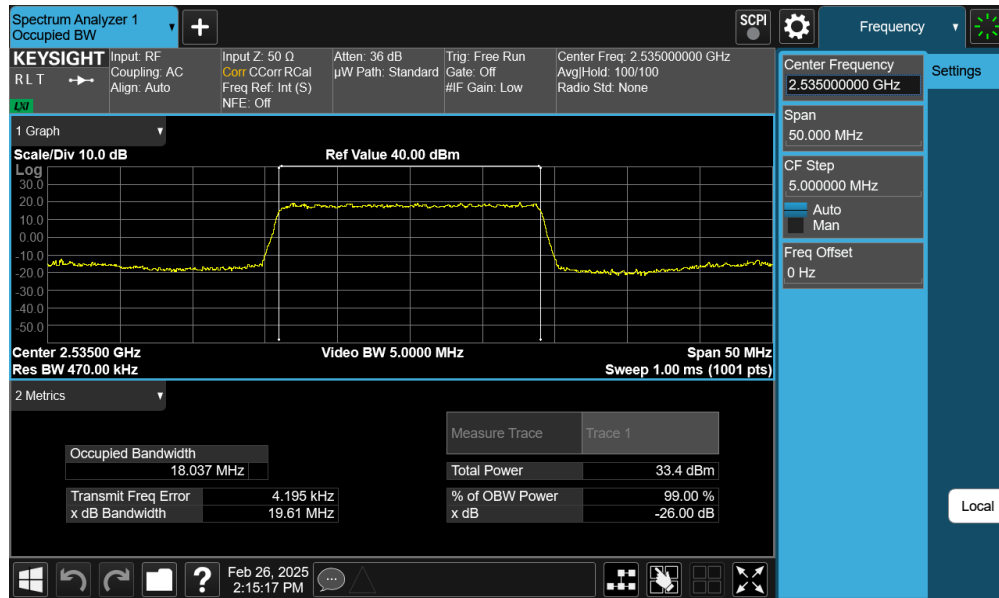 Spectrum Analyzer 1
Occupied BW
+
SCPI
Frequency
KEYSIGHT
RLT
LXI
Input: RF
Coupling: AC
Align: Auto
Input Z: 50 Ω
Corr CCorr RCal
Freq Ref: Int (S)
NFE: Off
Atten: 36 dB
µW Path: Standard
Trig: Free Run
Gate: Off
#IF Gain: Low
Center Freq: 2.535000000 GHz
Avg|Hold: 100/100
Radio Std: None
1 Graph
Scale/Div 10.0 dB
Ref Value 40.00 dBm
Log
30.0
20.0
10.0
0.00
-10.0
-20.0
-30.0
-40.0
-50.0
Center 2.53500 GHz
Video BW 5.0000 MHz
Span 50 MHz
Res BW 470.00 kHz
Sweep 1.00 ms (1001 pts)
2 Metrics
Measure Trace
Trace 1
Occupied Bandwidth
18.037 MHz
Total Power
33.4 dBm
Transmit Freq Error
4.195 kHz
% of OBW Power
99.00 %
x dB Bandwidth
19.61 MHz
x dB
-26.00 dB
Center Frequency
2.535000000 GHz
Settings
Span
50.000 MHz
CF Step
5.000000 MHz
Auto
Man
Freq Offset
0 Hz
Local
?
Feb 26, 2025
2:15:17 PM